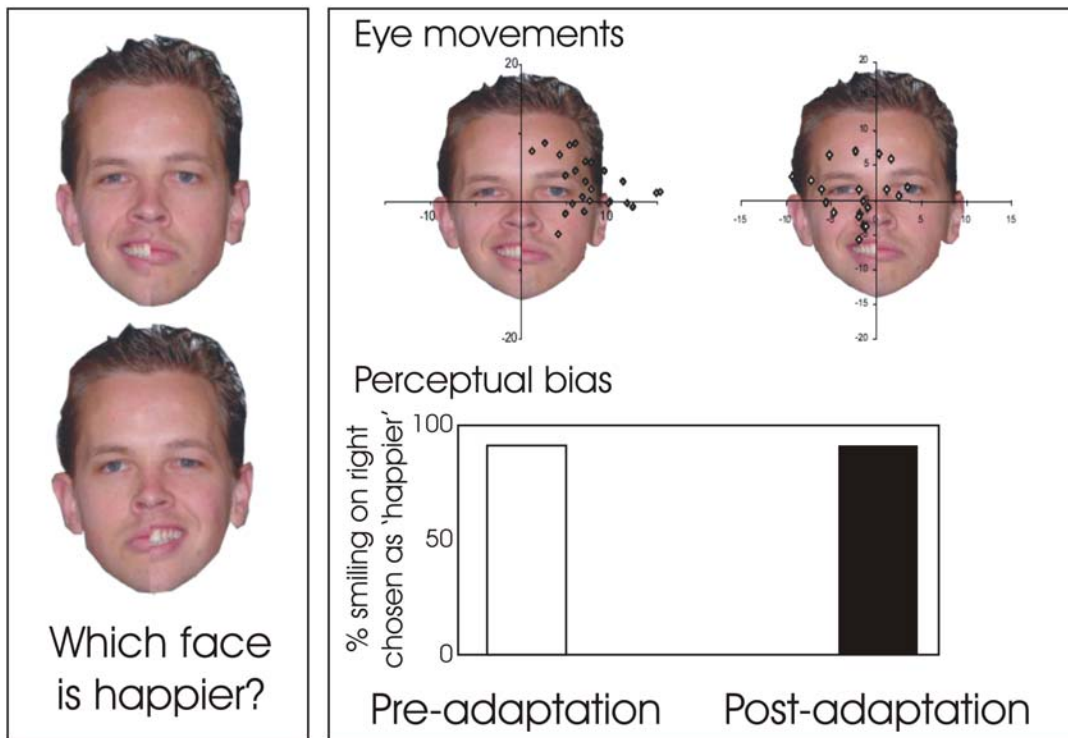 Which face
is happier?
Eye movements
20
-10
10
-20
20
15
10
5
-15
-10
-5
5
10
15
-5
-10
-15
-20
Perceptual bias
% smiling on right
chosen as 'happier'
100
50
0
Pre-adaptation
Post-adaptation